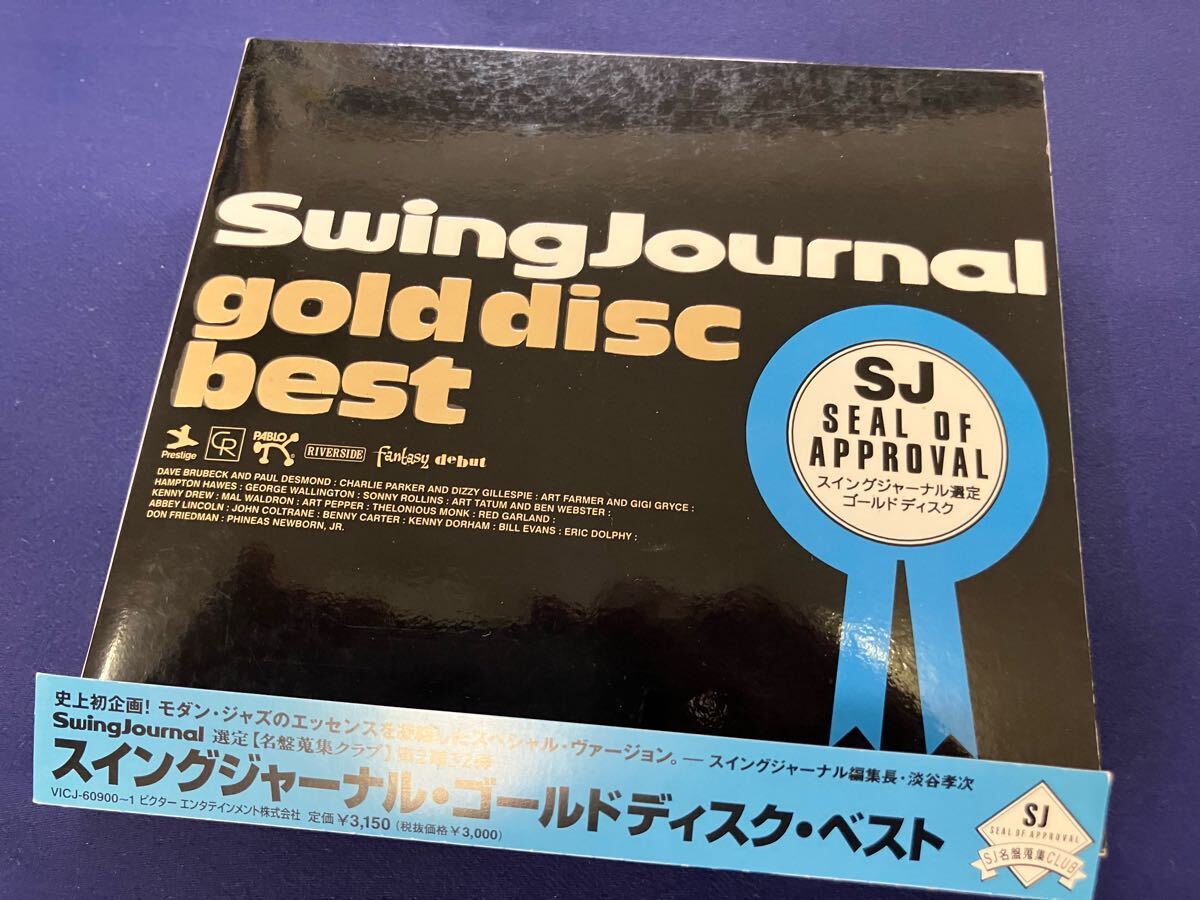 SwingJournal
gold disc
best
SJ
SEAL OF
APPROVAL
スイングジャーナル選定
ゴールド ディスク
Prestige
CR
PABLO
RIVERSIDE
fantasy
debut
DAVE BRUBECK AND PAUL DESMOND : CHARLIE PARKER AND DIZZY GILLESPIE : ART FARMER AND GIGI GRYCE :
HAMPTON HAWES : GEORGE WALLINGTON : SONNY ROLLINS : ART TATUM AND BEN WEBSTER :
KENNY DREW : MAL WALDRON : ART PEPPER : THELONIOUS MONK : RED GARLAND :
ABBEY LINCOLN : JOHN COLTRANE : BENNY CARTER : KENNY DORHAM : BILL EVANS : ERIC DOLPHY :
DON FRIEDMAN : PHINEAS NEWBORN, JR.
史上初企画! モダン・ジャズのエッセンスを凝縮したスペシャル・ヴァージョン。— スイングジャーナル編集長・淡谷孝次
SwingJournal 選定【名盤蒐集クラブ】
スイングジャーナル・ゴールドディスク・ベスト
VICJ-60900~1 ビクター エンタテインメント株式会社 定価¥3,150 (税抜価格¥3,000)
SJ
SEAL OF APPROVAL
SJ名盤蒐集CLUB